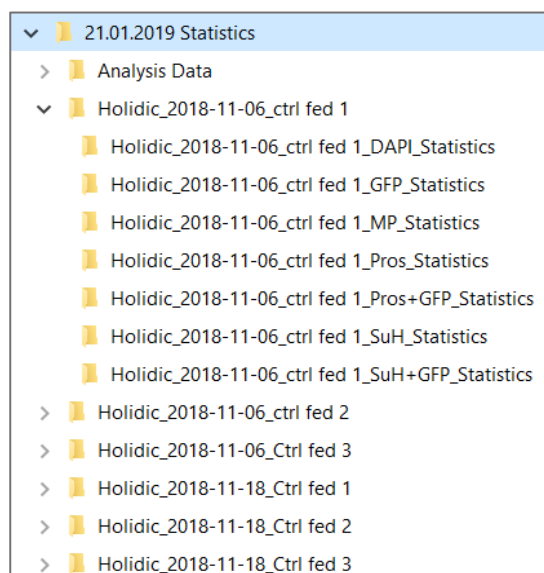 21.01.2019 Statistics
Analysis Data
Holidic_2018-11-06_ctrl fed 1
Holidic_2018-11-06_ctrl fed 1_DAPI_Statistics
Holidic_2018-11-06_ctrl fed 1_GFP_Statistics
Holidic_2018-11-06_ctrl fed 1_MP_Statistics
Holidic_2018-11-06_ctrl fed 1_Pros_Statistics
Holidic_2018-11-06_ctrl fed 1_Pros+GFP_Statistics
Holidic_2018-11-06_ctrl fed 1_SuH_Statistics
Holidic_2018-11-06_ctrl fed 1_SuH+GFP_Statistics
Holidic_2018-11-06_ctrl fed 2
Holidic_2018-11-06_Ctrl fed 3
Holidic_2018-11-18_Ctrl fed 1
Holidic_2018-11-18_Ctrl fed 2
Holidic_2018-11-18_Ctrl fed 3